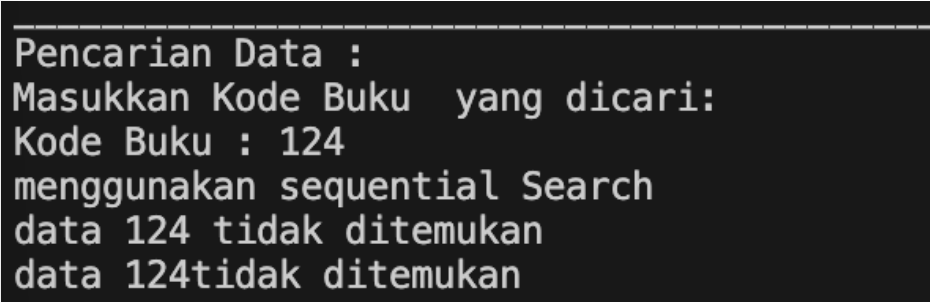 Pencarian Data :
Masukkan Kode Buku  yang dicari:
Kode Buku : 124
menggunakan sequential Search
data 124 tidak ditemukan
data 124tidak ditemukan